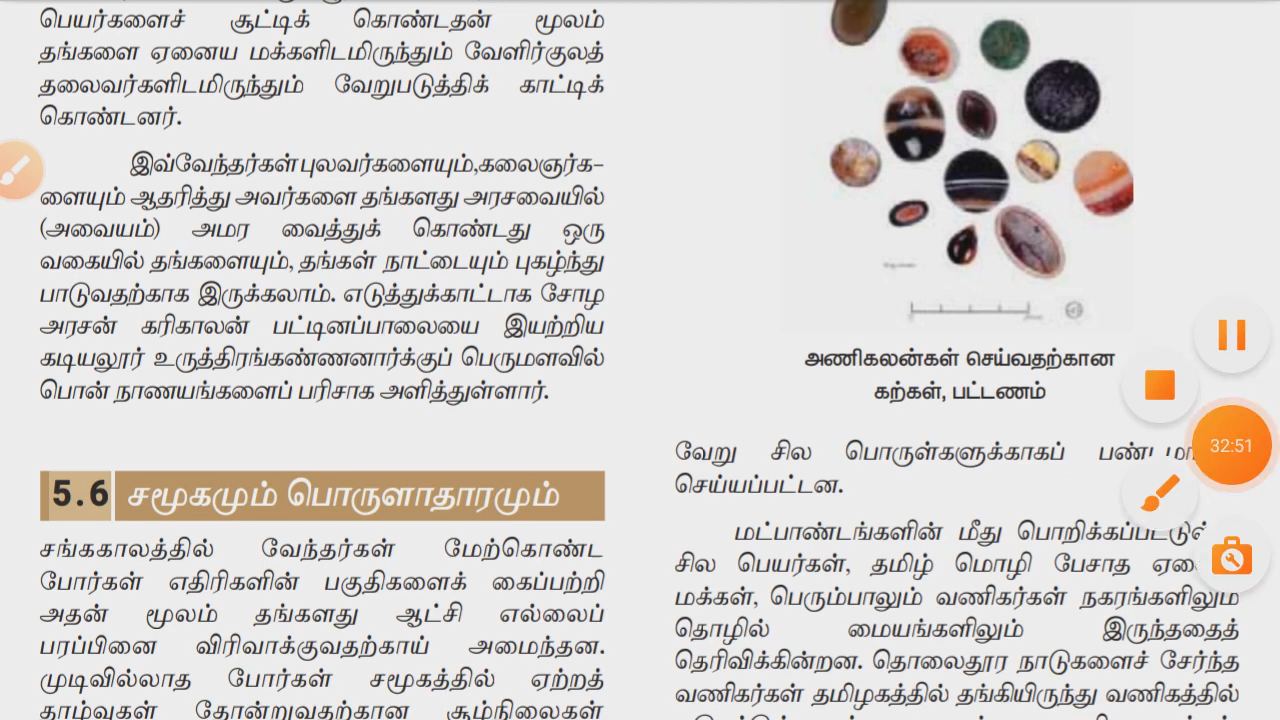 பெயர்களைச் சூட்டிக் கொண்டதன் மூலம்
தங்களை ஏனைய மக்களிடமிருந்தும் வேளிர்குலத்
தலைவர்களிடமிருந்தும் வேறுபடுத்திக் காட்டிக்
கொண்டனர்.
இவ்வேந்தர்கள் புலவர்களையும்,கலைஞர்க–
ளையும் ஆதரித்து அவர்களை தங்களது அரசவையில்
(அவையம்) அமர வைத்துக் கொண்டது ஒரு
வகையில் தங்களையும், தங்கள் நாட்டையும் புகழ்ந்து
பாடுவதற்காக இருக்கலாம். எடுத்துக்காட்டாக சோழ
அரசன் கரிகாலன் பட்டினப்பாலையை இயற்றிய
கடியலூர் உருத்திரங்கண்ணனார்க்குப் பெருமளவில்
பொன் நாணயங்களைப் பரிசாக அளித்துள்ளார்.
5.6 சமூகமும் பொருளாதாரமும்
சங்ககாலத்தில் வேந்தர்கள் மேற்கொண்ட
போர்கள் எதிரிகளின் பகுதிகளைக் கைப்பற்றி
அதன் மூலம் தங்களது ஆட்சி எல்லைப்
பரப்பினை விரிவாக்குவதற்காய் அமைந்தன.
முடிவில்லாத போர்கள் சமூகத்தில் ஏற்றத்
தாழ்வுகள் தோன்றுவதற்கான சூழ்நிலைகள்
அணிகலன்கள் செய்வதற்கான
கற்கள், பட்டணம்
வேறு சில பொருள்களுக்காகப்
செய்யப்பட்டன.
மட்பாண்டங்களின் மீது
சில பெயர்கள், தமிழ் மொழி பேசாத
மக்கள், பெரும்பாலும் வணிகர்கள் நகரங்களிலும்
தொழில் மையங்களிலும் இருந்ததைத்
தெரிவிக்கின்றன. தொலைதூர நாடுகளைச் சேர்ந்த
வணிகர்கள் தமிழகத்தில் தங்கியிருந்து வணிகத்தில்
32:51